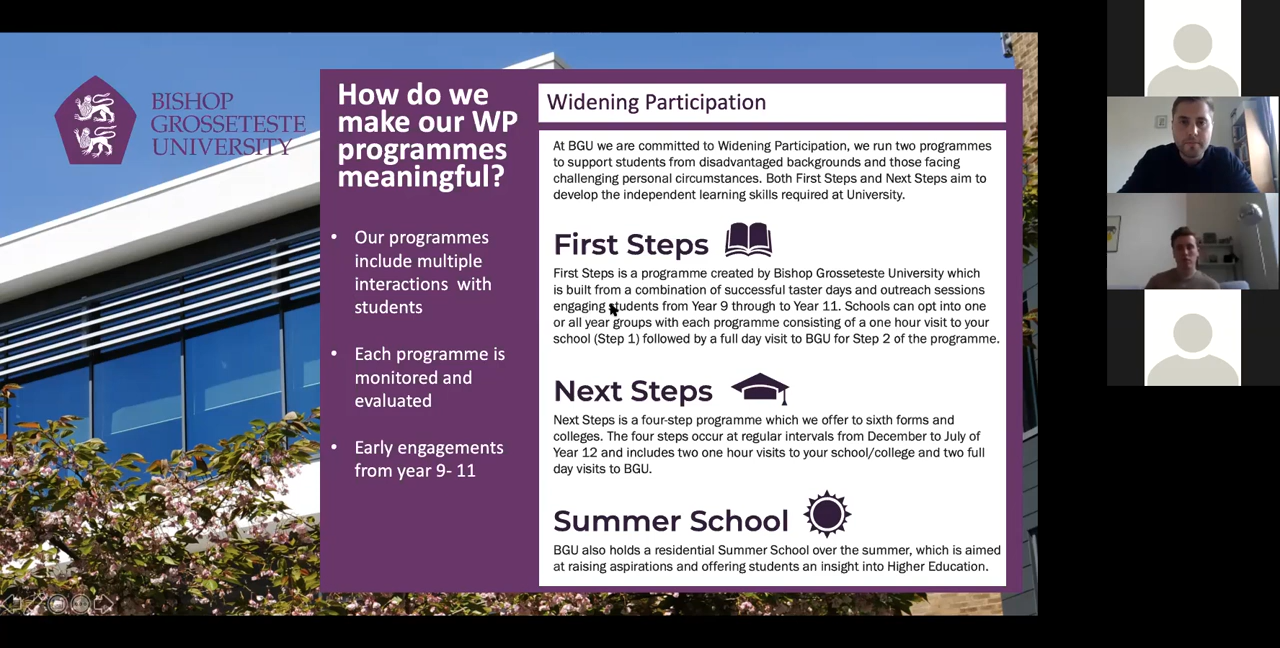 BISHOP
GROSSETESTE
UNIVERSITY
How do we
make our WP
programmes
meaningful?
• Our programmes
include multiple
interactions with
students
• Each programme is
monitored and
evaluated
• Early engagements
from year 9- 11
Widening Participation
At BGU we are committed to Widening Participation, we run two programmes
to support students from disadvantaged backgrounds and those facing
challenging personal circumstances. Both First Steps and Next Steps aim to
develop the independent learning skills required at University.
First Steps
First Steps is a programme created by Bishop Grosseteste University which
is built from a combination of successful taster days and outreach sessions
engaging students from Year 9 through to Year 11. Schools can opt into one
or all year groups with each programme consisting of a one hour visit to your
school (Step 1) followed by a full day visit to BGU for Step 2 of the programme.
Next Steps
Next Steps is a four-step programme which we offer to sixth forms and
colleges. The four steps occur at regular intervals from December to July of
Year 12 and includes two one hour visits to your school/college and two full
day visits to BGU.
Summer School
BGU also holds a residential Summer School over the summer, which is aimed
at raising aspirations and offering students an insight into Higher Education.